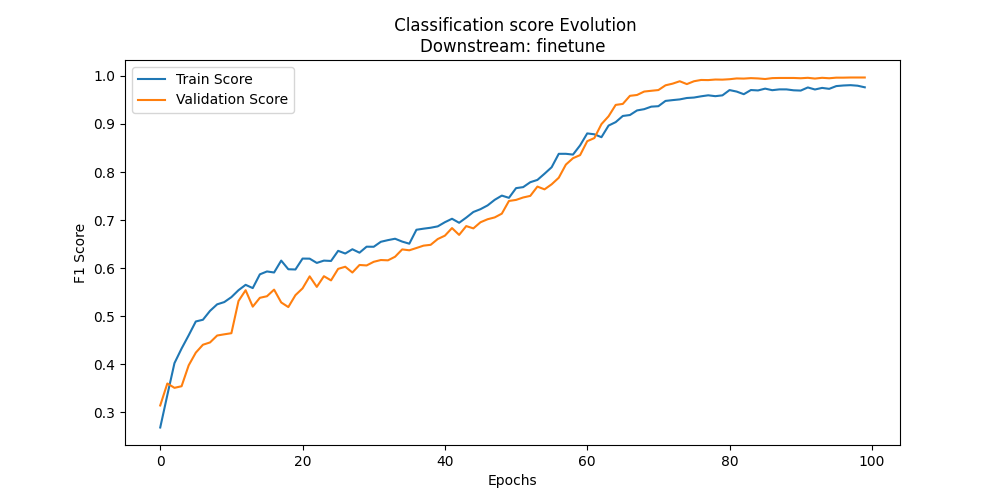 Classification score Evolution
Downstream: finetune
Train Score
Validation Score
1.0
0.9
0.8
0.7
0.6
0.5
0.4
0.3
F1 Score
0 20 40 60 80 100
Epochs